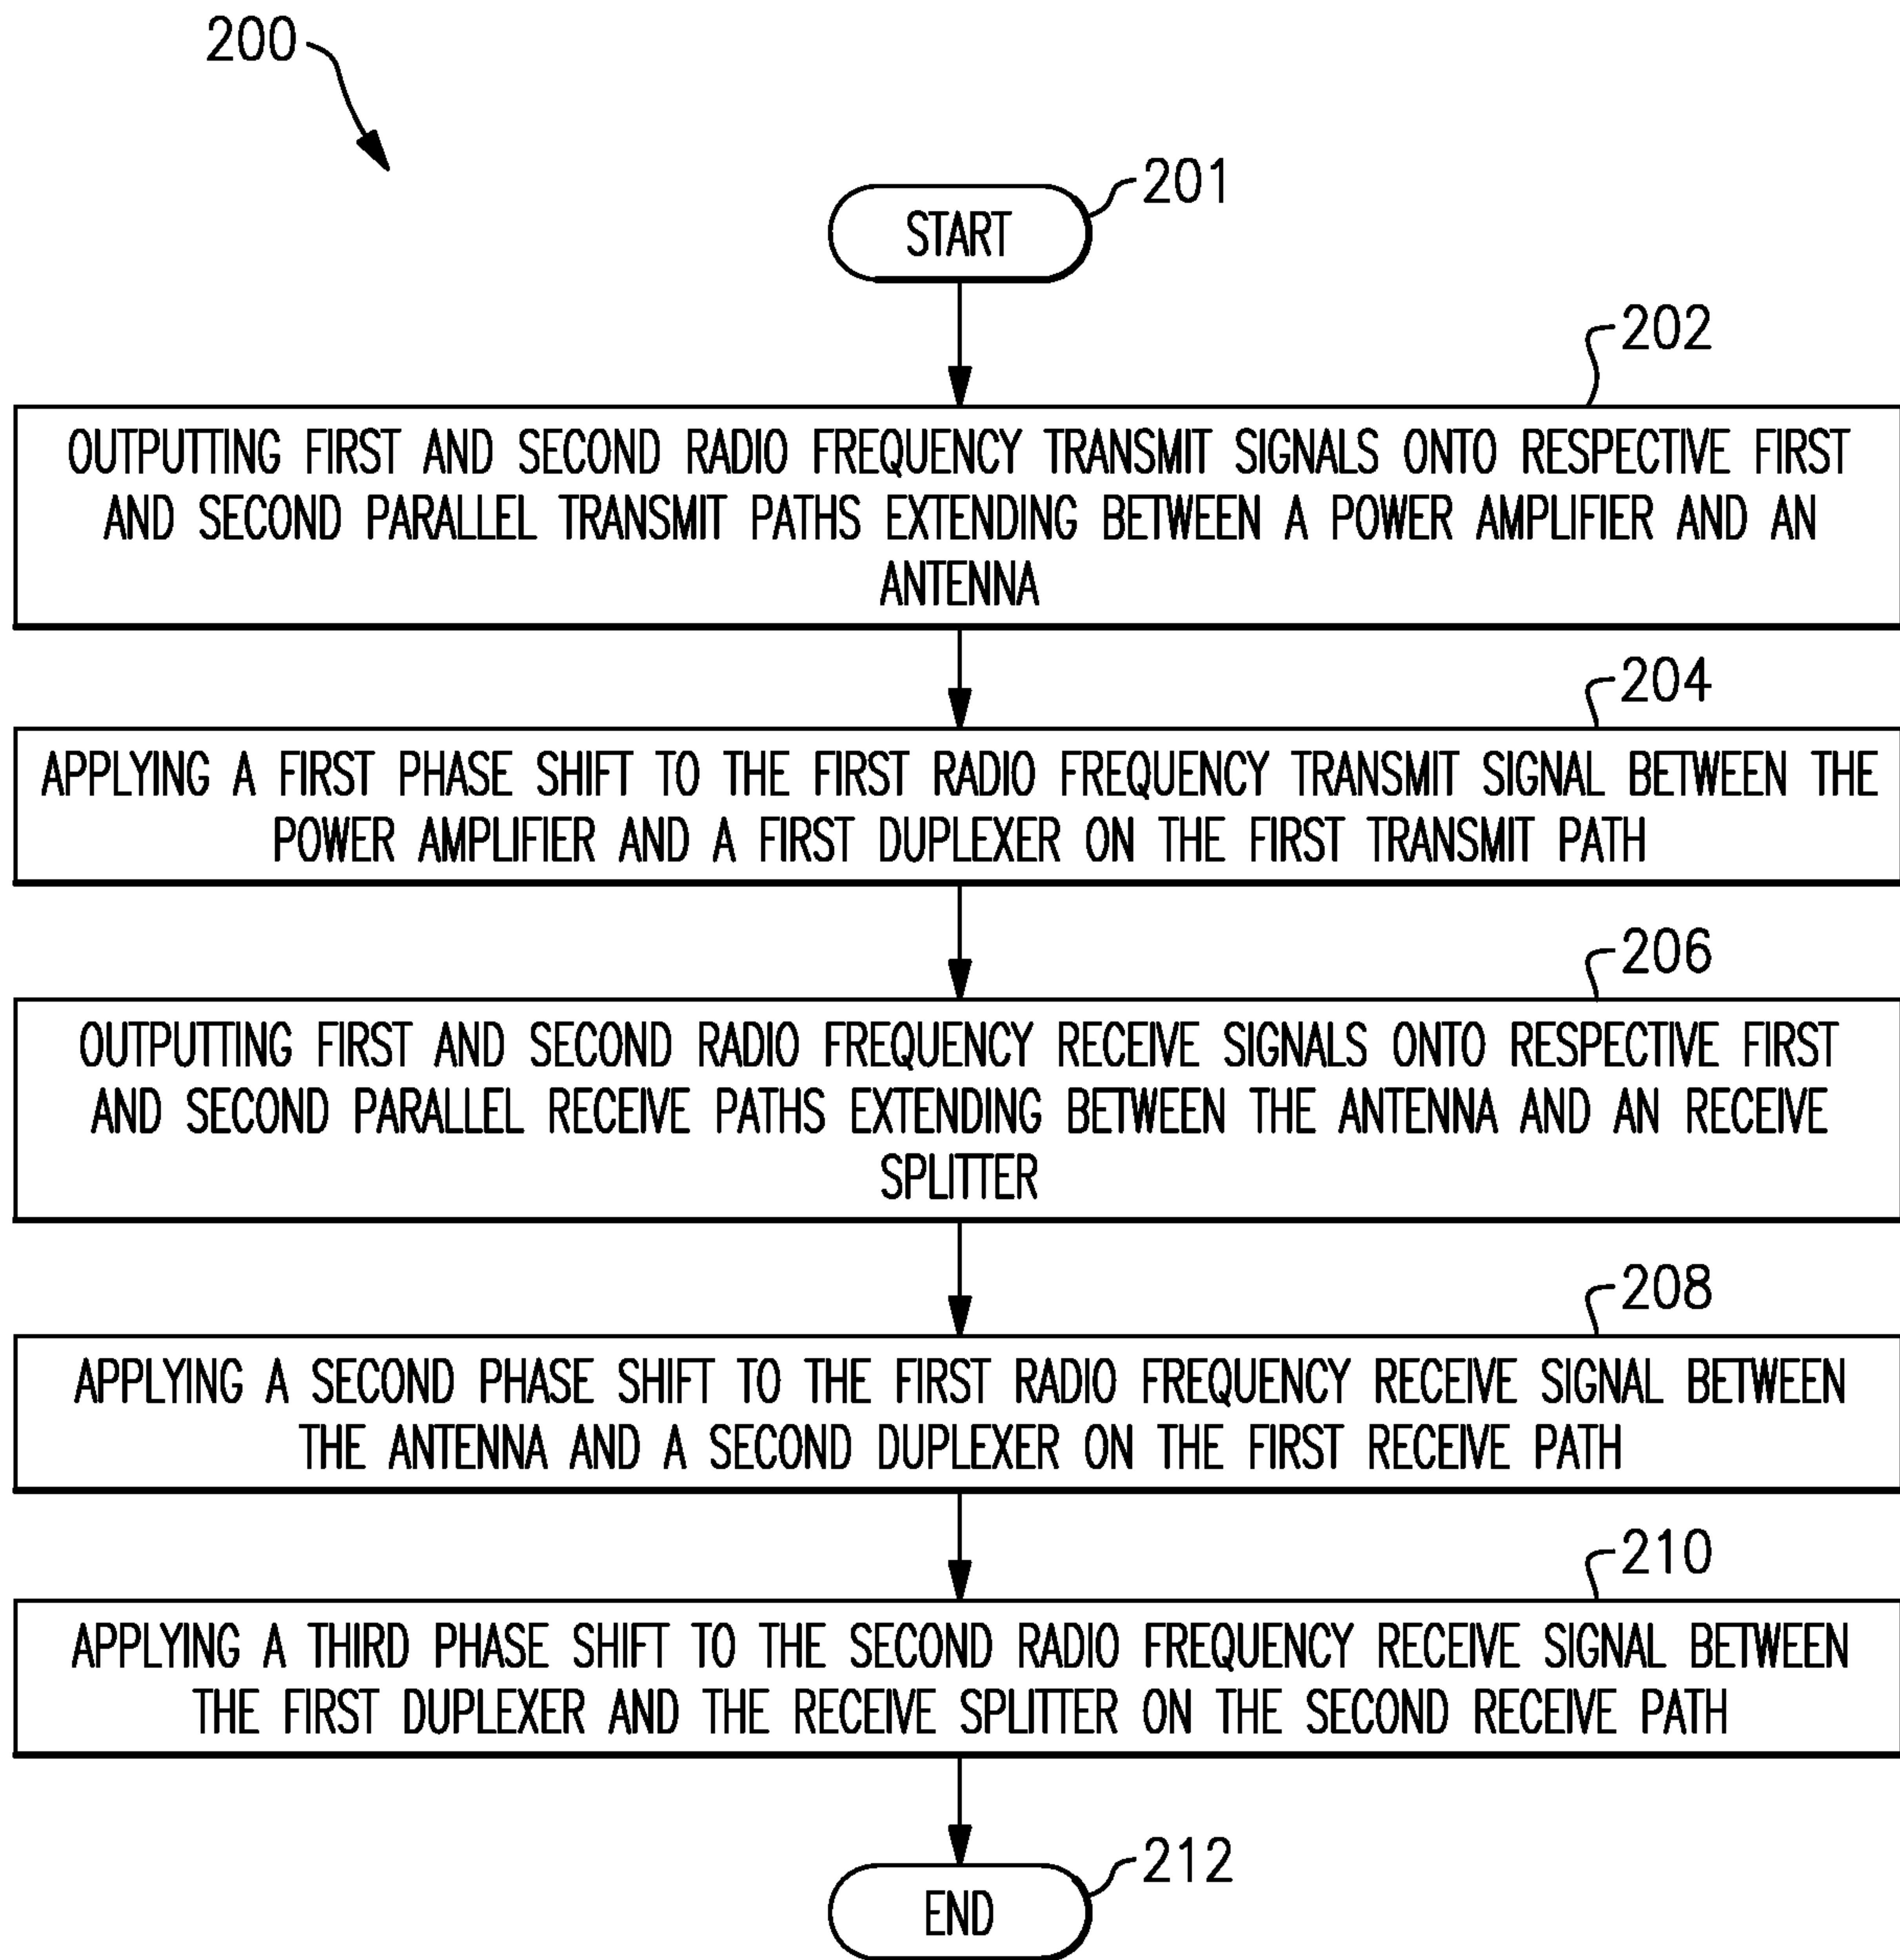 200
201
START
202
OUTPUTTING FIRST AND SECOND RADIO FREQUENCY TRANSMIT SIGNALS ONTO RESPECTIVE FIRST
AND SECOND PARALLEL TRANSMIT PATHS EXTENDING BETWEEN A POWER AMPLIFIER AND AN
ANTENNA
204
APPLYING A FIRST PHASE SHIFT TO THE FIRST RADIO FREQUENCY TRANSMIT SIGNAL BETWEEN THE
POWER AMPLIFIER AND A FIRST DUPLEXER ON THE FIRST TRANSMIT PATH
206
OUTPUTTING FIRST AND SECOND RADIO FREQUENCY RECEIVE SIGNALS ONTO RESPECTIVE FIRST
AND SECOND PARALLEL RECEIVE PATHS EXTENDING BETWEEN THE ANTENNA AND AN RECEIVE
SPLITTER
208
APPLYING A SECOND PHASE SHIFT TO THE FIRST RADIO FREQUENCY RECEIVE SIGNAL BETWEEN
THE ANTENNA AND A SECOND DUPLEXER ON THE FIRST RECEIVE PATH
210
APPLYING A THIRD PHASE SHIFT TO THE SECOND RADIO FREQUENCY RECEIVE SIGNAL BETWEEN
THE FIRST DUPLEXER AND THE RECEIVE SPLITTER ON THE SECOND RECEIVE PATH
212
END